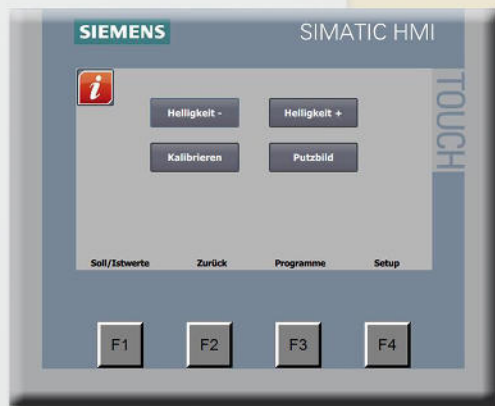 SIEMENS SIMATIC HMI
TOUCH
i
Helligkeit - Helligkeit +
Kalibrieren Putzbild
Soll/Istwerte Zurück Programme Setup
F1 F2 F3 F4